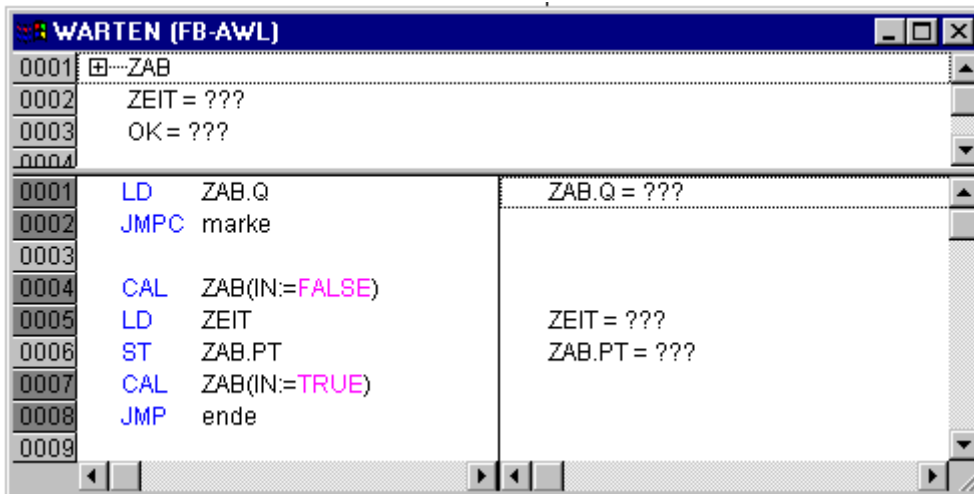 WARTEN (FB-AWL)
0001 ZAB
0002 ZEIT = ???
0003 OK = ???
0004
0001 LD ZAB.Q ZAB.Q = ???
0002 JMPC marke
0003
0004 CAL ZAB(IN:=FALSE)
0005 LD ZEIT ZEIT = ???
0006 ST ZAB.PT ZAB.PT = ???
0007 CAL ZAB(IN:=TRUE)
0008 JMP ende
0009